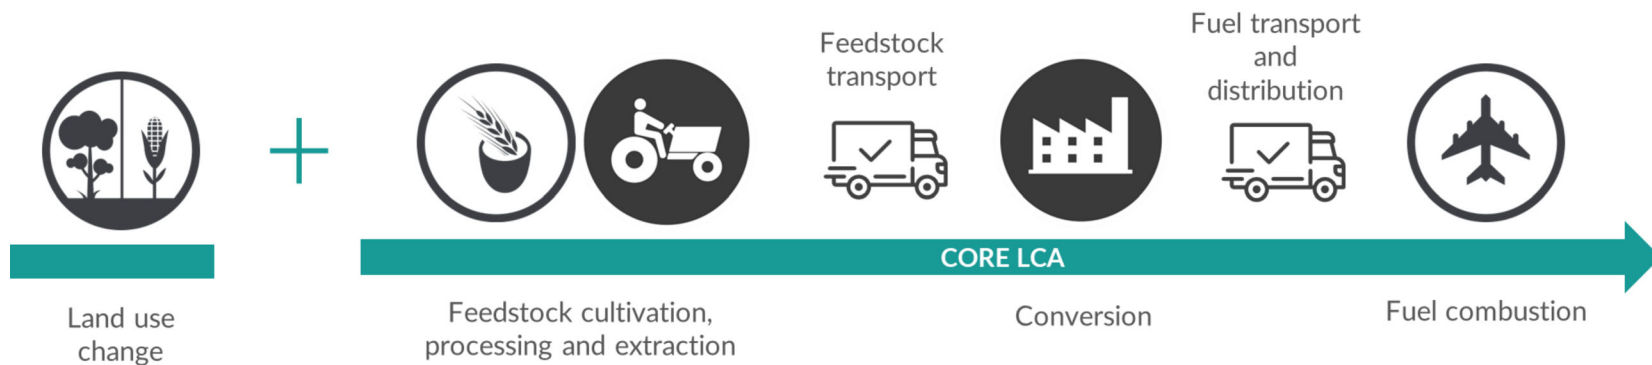 Feedstock
transport
Fuel transport
and
distribution
CORE LCA
Land use
change
Feedstock cultivation,
processing and extraction
Conversion
Fuel combustion